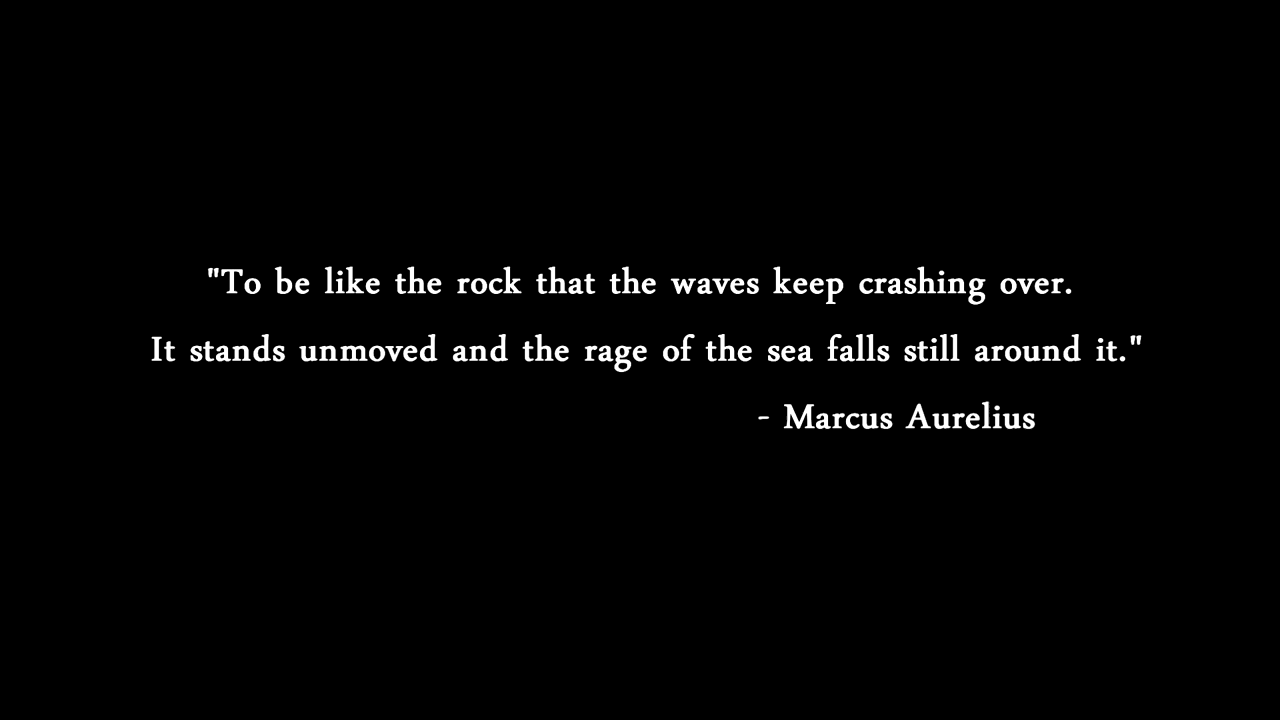 "To be like the rock that the waves keep crashing over.
It stands unmoved and the rage of the sea falls still around it."
- Marcus Aurelius